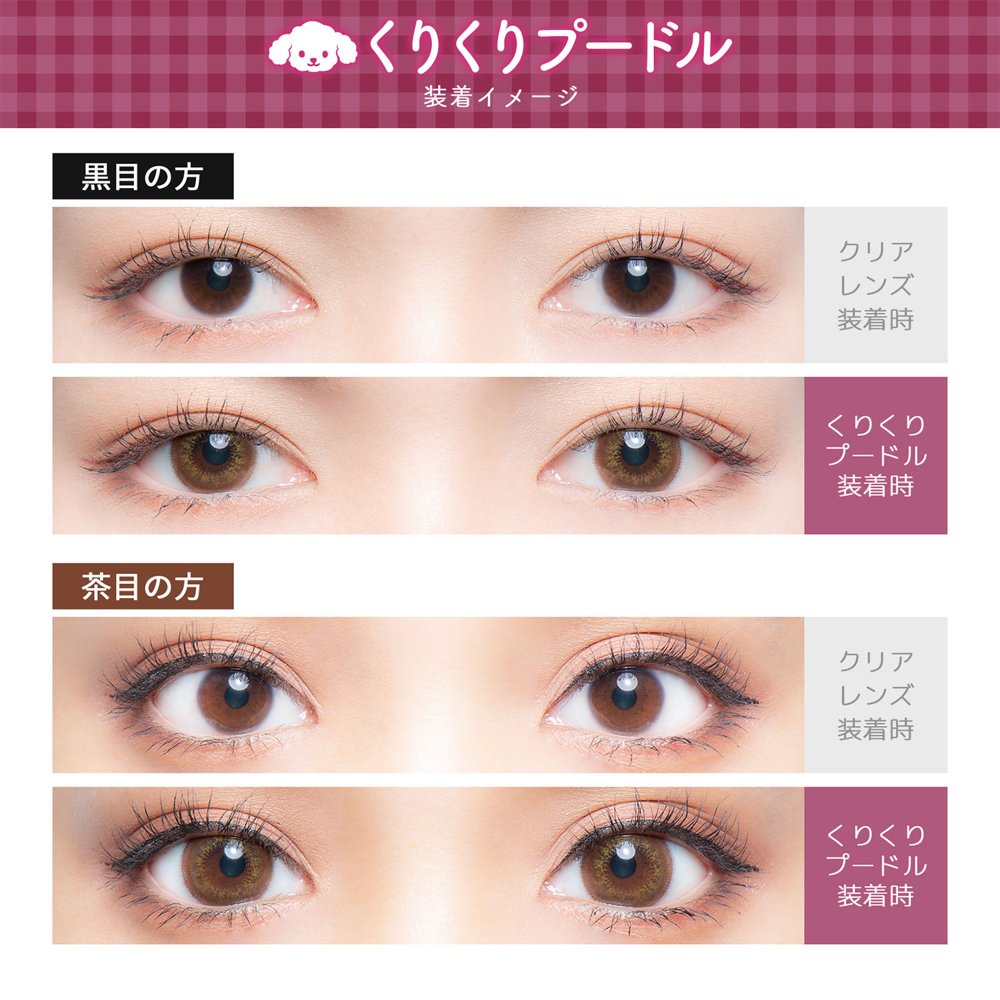 くりくりプードル
装着イメージ
黒目の方
クリア
レンズ
装着時
くりくり
プードル
装着時
茶目の方
クリア
レンズ
装着時
くりくり
プードル
装着時